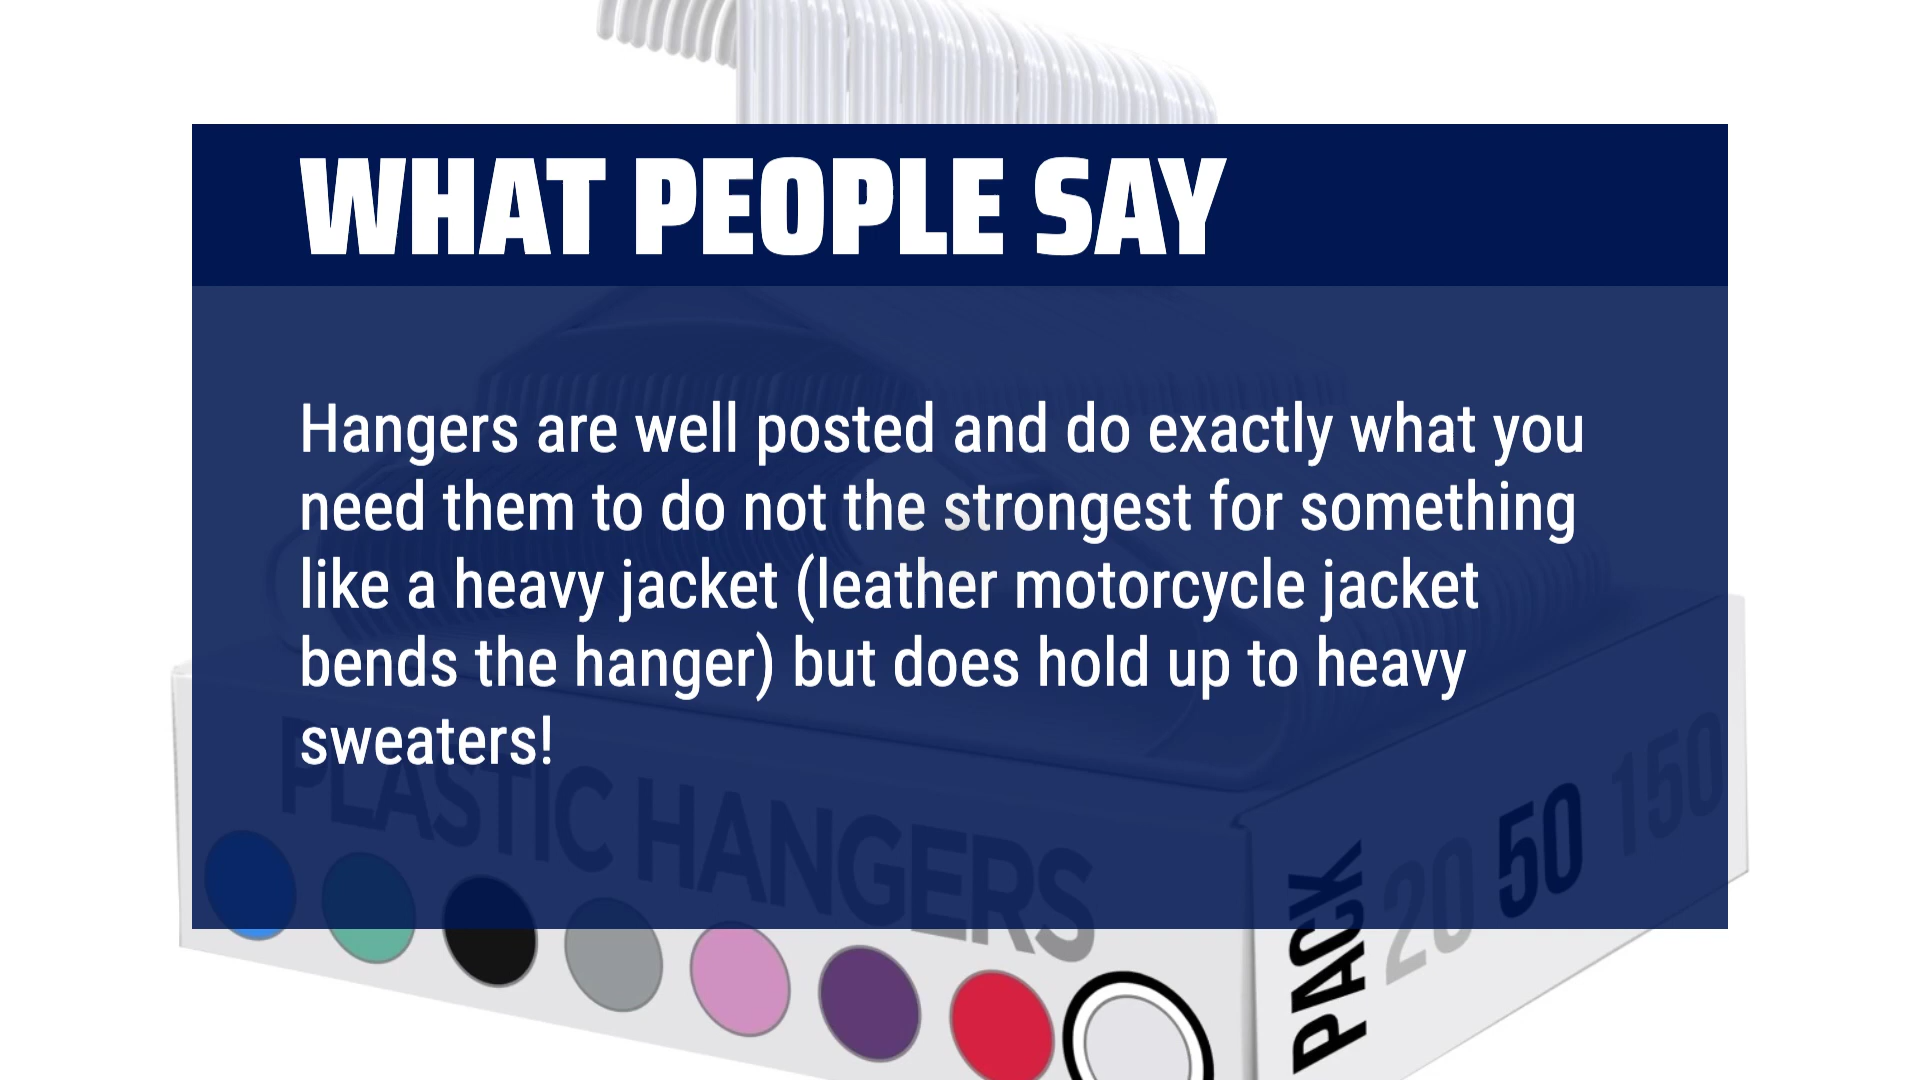 WHAT PEOPLE SAY
Hangers are well posted and do exactly what you
need them to do not the strongest for something
like a heavy jacket (leather motorcycle jacket
bends the hanger) but does hold up to heavy
sweaters!
PLASTIC HANGERS
PACK 20 50 150